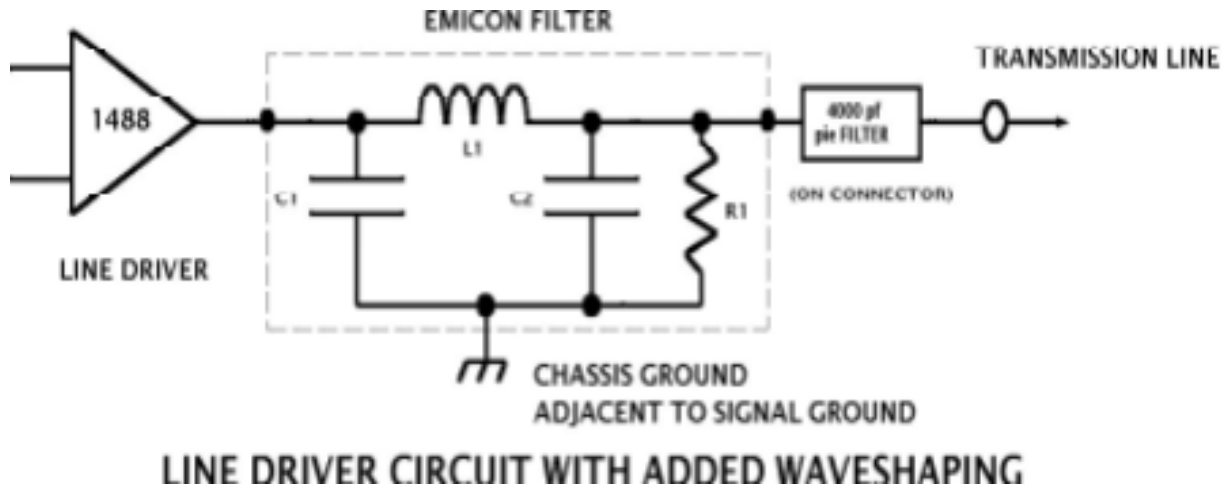 EMICON FILTER
TRANSMISSION LINE
1488
L1
4000 pf
pie FILTER
C1
C2
R1
(ON CONNECTOR)
LINE DRIVER
CHASSIS GROUND
ADJACENT TO SIGNAL GROUND
LINE DRIVER CIRCUIT WITH ADDED WAVESHAPING